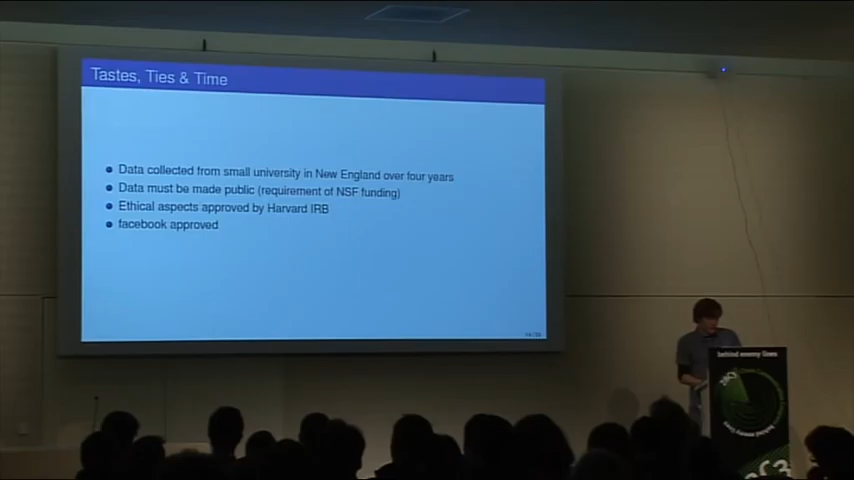 Tastes, Ties & Time
Data collected from small university in New England over four years
Data must be made public (requirement of NSF funding)
Ethical aspects approved by Harvard IRB
facebook approved
behind enemy lines